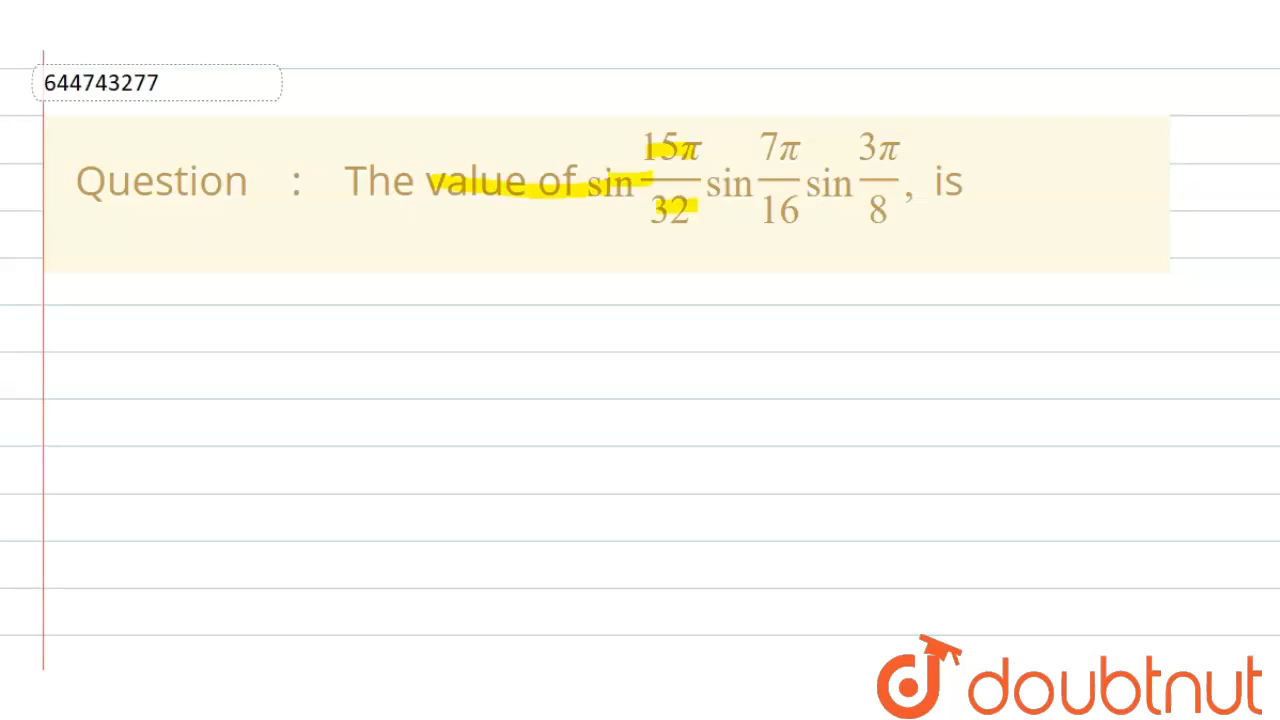 644743277
Question : The value of sin 15π/32 sin 7π/16 sin 3π/8, is
doubtnut